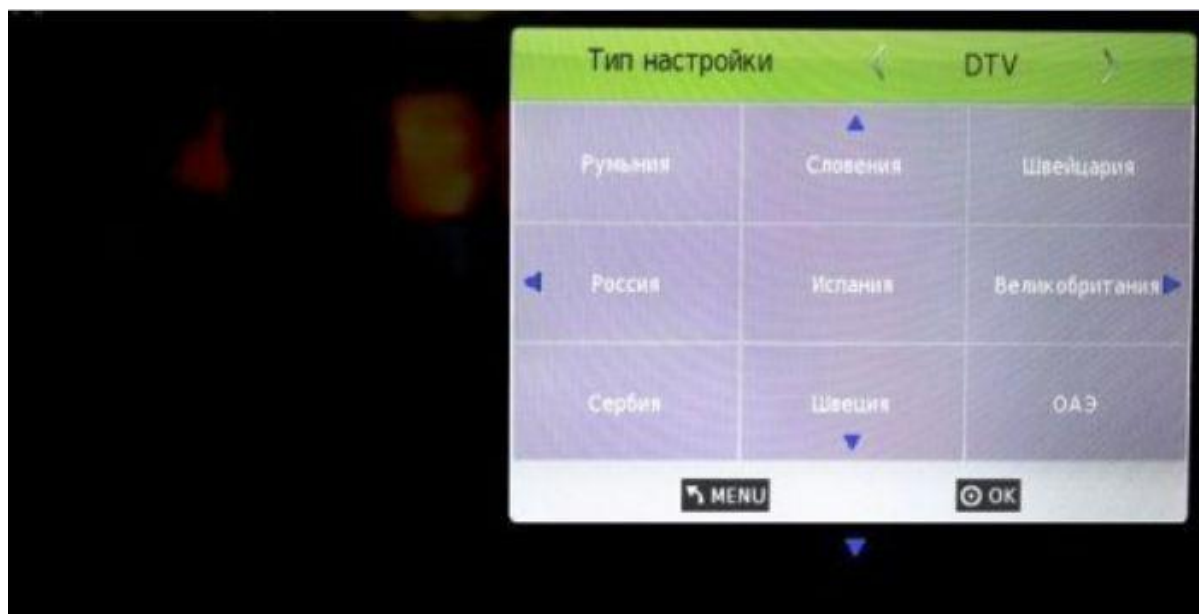 Тип настройки DTV
Румыния Словения Швейцария
Россия Испания Великобритания
Сербия Швеция ОАЭ
MENU OK